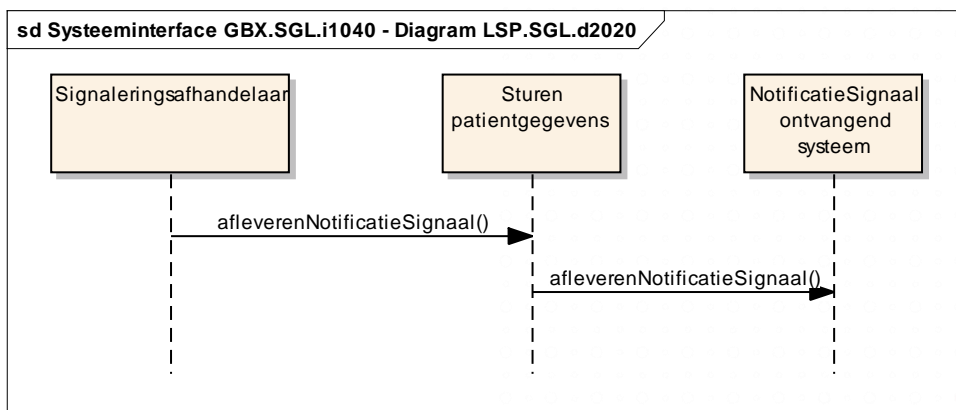 sd Systeeminterface GBX.SGL.i1040 - Diagram LSP.SGL.d2020
Signaleringsafhandelaar
Sturen
patientgegevens
NotificatieSignaal
ontvangend
systeem
afleverenNotificatieSignaal()
afleverenNotificatieSignaal()